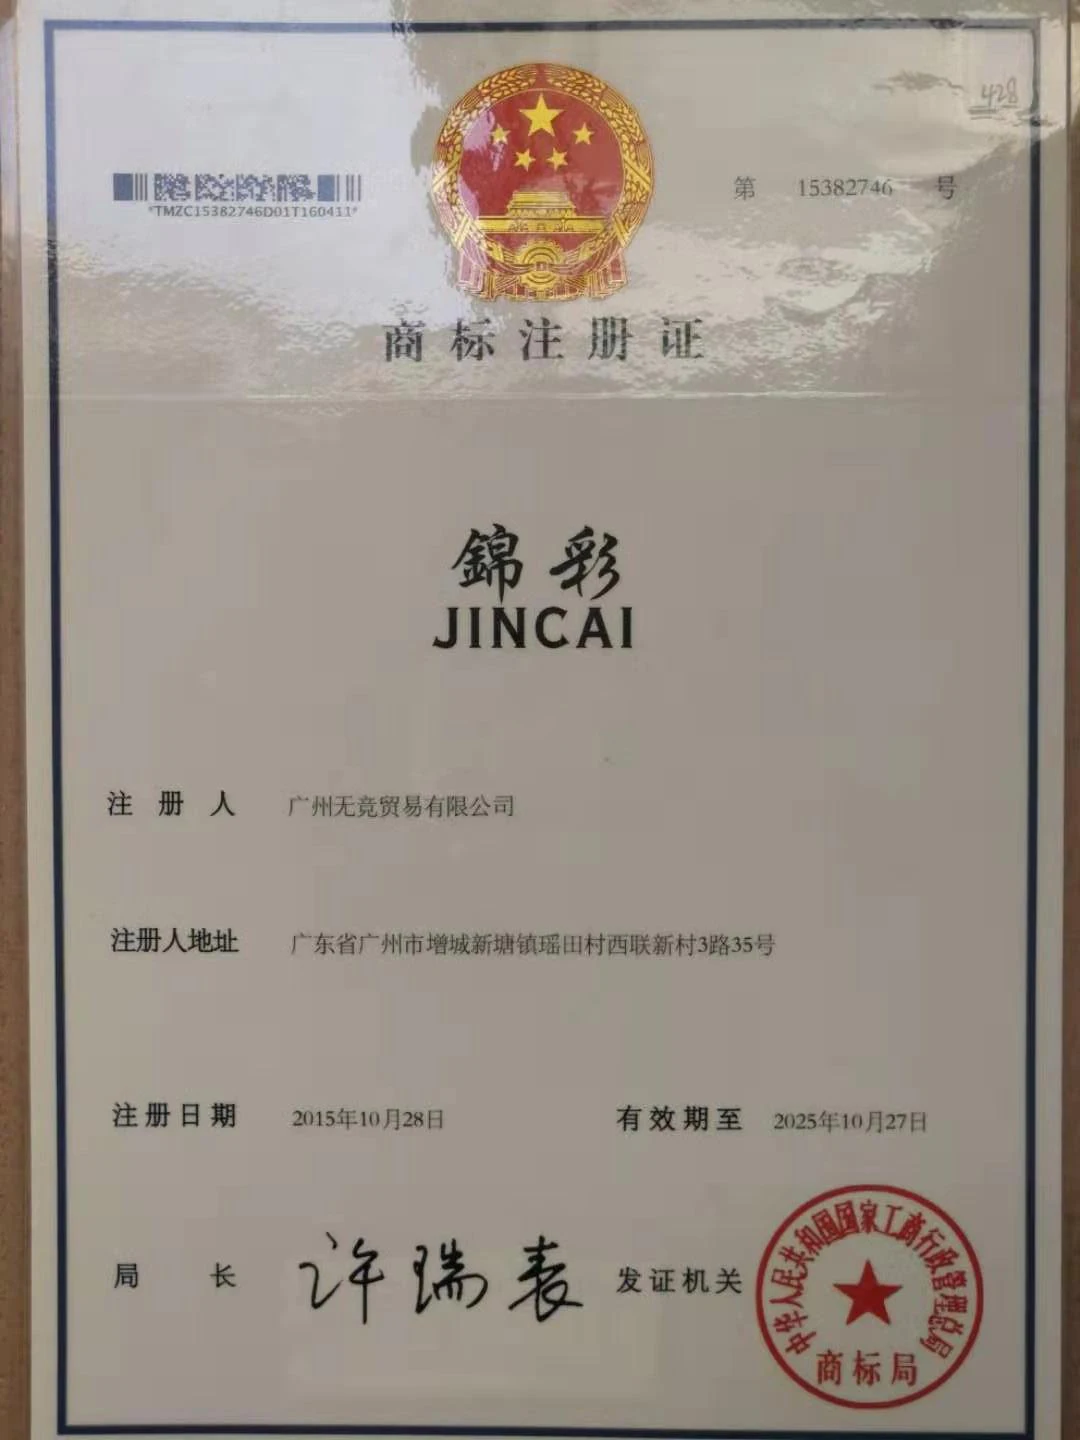 428
第 15382746 号
*TMZC15382746D01T160411*
商标注册证
錦彩
JINCAI
注册人 广州无竞贸易有限公司
注册人地址 广东省广州市增城新塘镇瑶田村西联新村3路35号
注册日期 2015年10月28日 有效期至 2025年10月27日
局长 许瑞表 发证机关
中华人民共和国国家工商行政管理总局
商标局